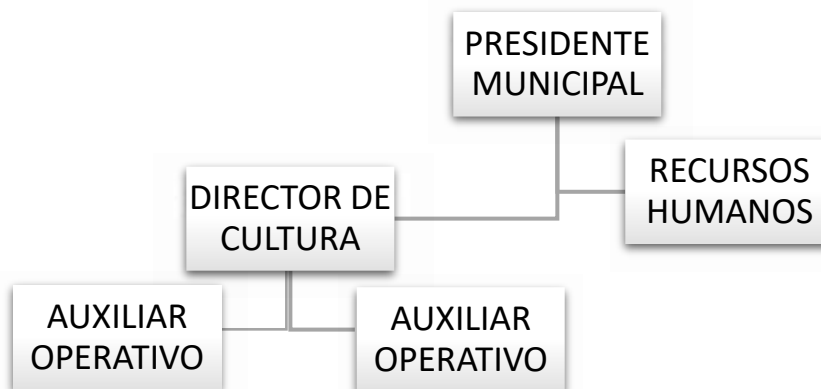 PRESIDENTE
MUNICIPAL
RECURSOS
HUMANOS
DIRECTOR DE
CULTURA
AUXILIAR
OPERATIVO
AUXILIAR
OPERATIVO